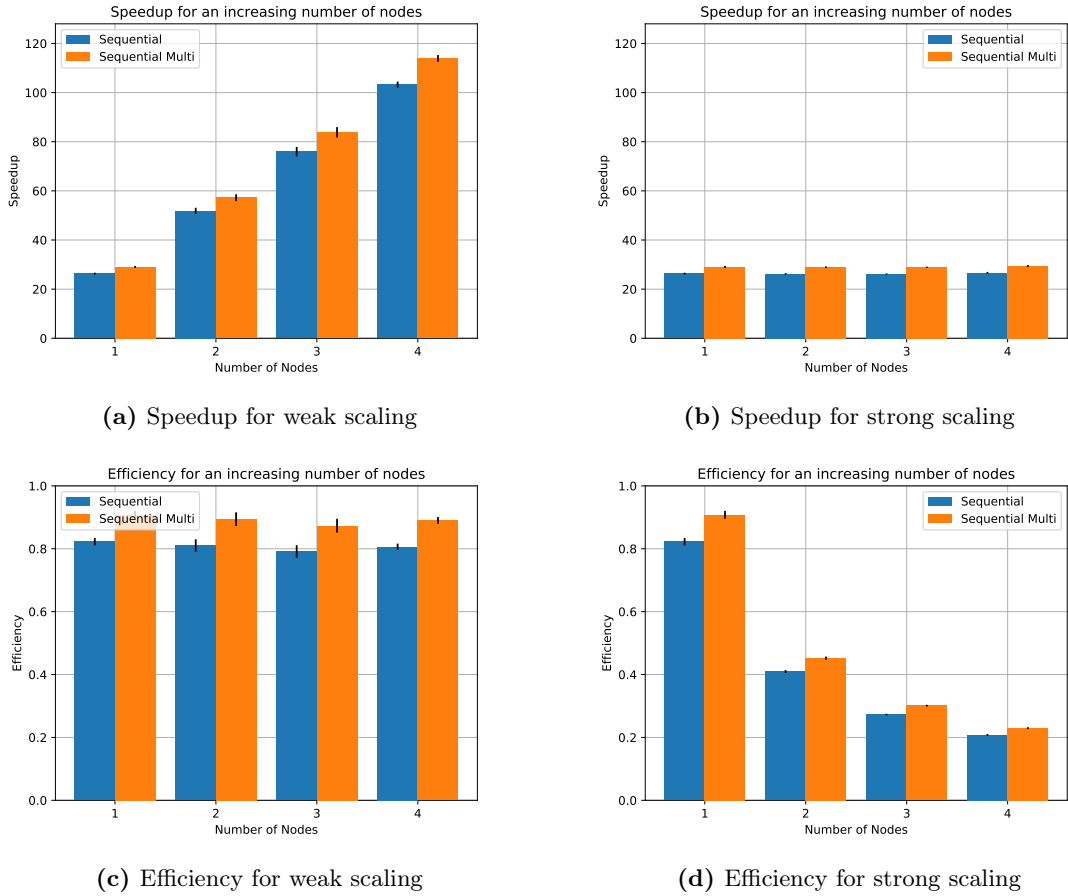 Speedup for an increasing number of nodes
Sequential
Sequential Multi
120
100
80
60
40
20
0
Speedup
1 2 3 4
Number of Nodes
(a) Speedup for weak scaling
Speedup for an increasing number of nodes
Sequential
Sequential Multi
120
100
80
60
40
20
0
Speedup
1 2 3 4
Number of Nodes
(b) Speedup for strong scaling
Efficiency for an increasing number of nodes
Sequential
Sequential Multi
1.0
0.8
0.6
0.4
0.2
0.0
Efficiency
1 2 3 4
Number of Nodes
(c) Efficiency for weak scaling
Efficiency for an increasing number of nodes
Sequential
Sequential Multi
1.0
0.8
0.6
0.4
0.2
0.0
Efficiency
1 2 3 4
Number of Nodes
(d) Efficiency for strong scaling